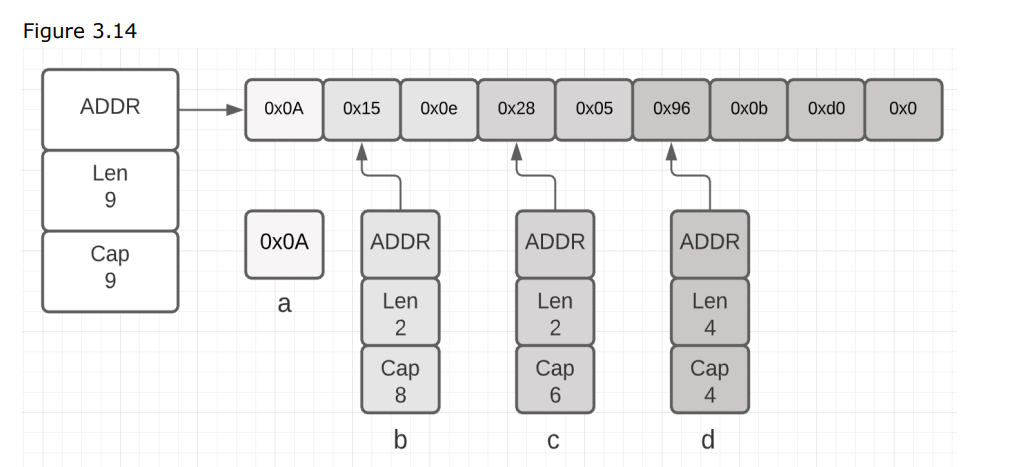 Figure 3.14
ADDR
Len
9
Cap
9
0x0A 0x15 0x0e 0x28 0x05 0x96 0x0b 0xd0 0x0
0x0A
a
ADDR
Len
2
Cap
8
b
ADDR
Len
2
Cap
6
c
ADDR
Len
4
Cap
4
d